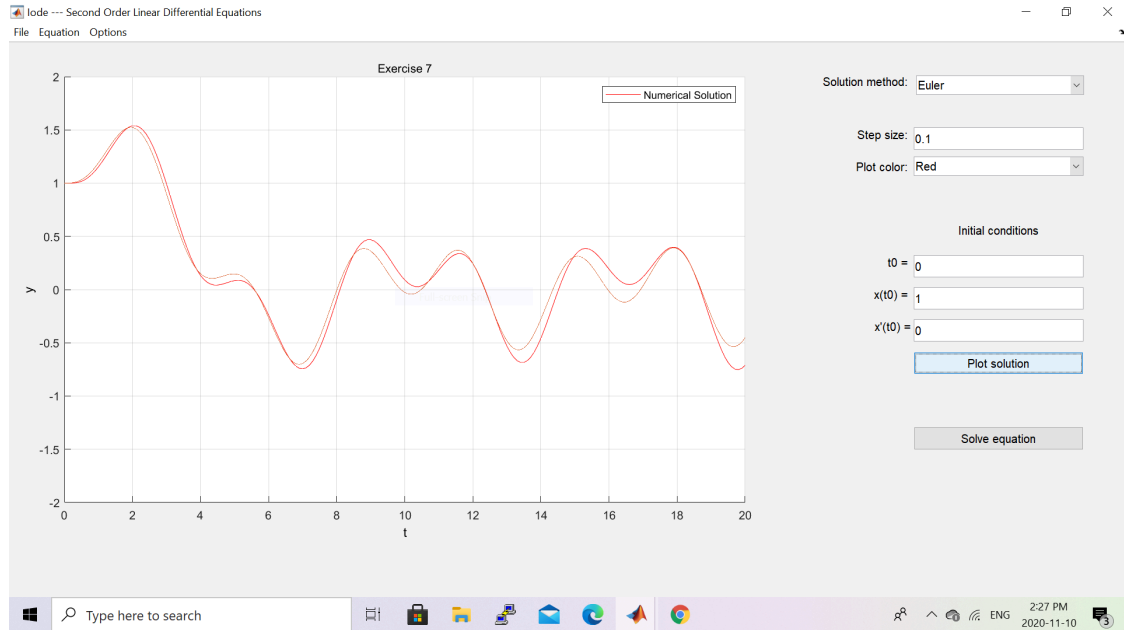 Iode --- Second Order Linear Differential Equations
File Equation Options
Exercise 7
Numerical Solution
2
1.5
1
0.5
0
-0.5
-1
-1.5
-2
y
0 2 4 6 8 10 12 14 16 18 20
t
Solution method: Euler
Step size: 0.1
Plot color: Red
Initial conditions
t0 = 0
x(t0) = 1
x'(t0) = 0
Plot solution
Solve equation
Type here to search
ENG
2:27 PM
2020-11-10
3